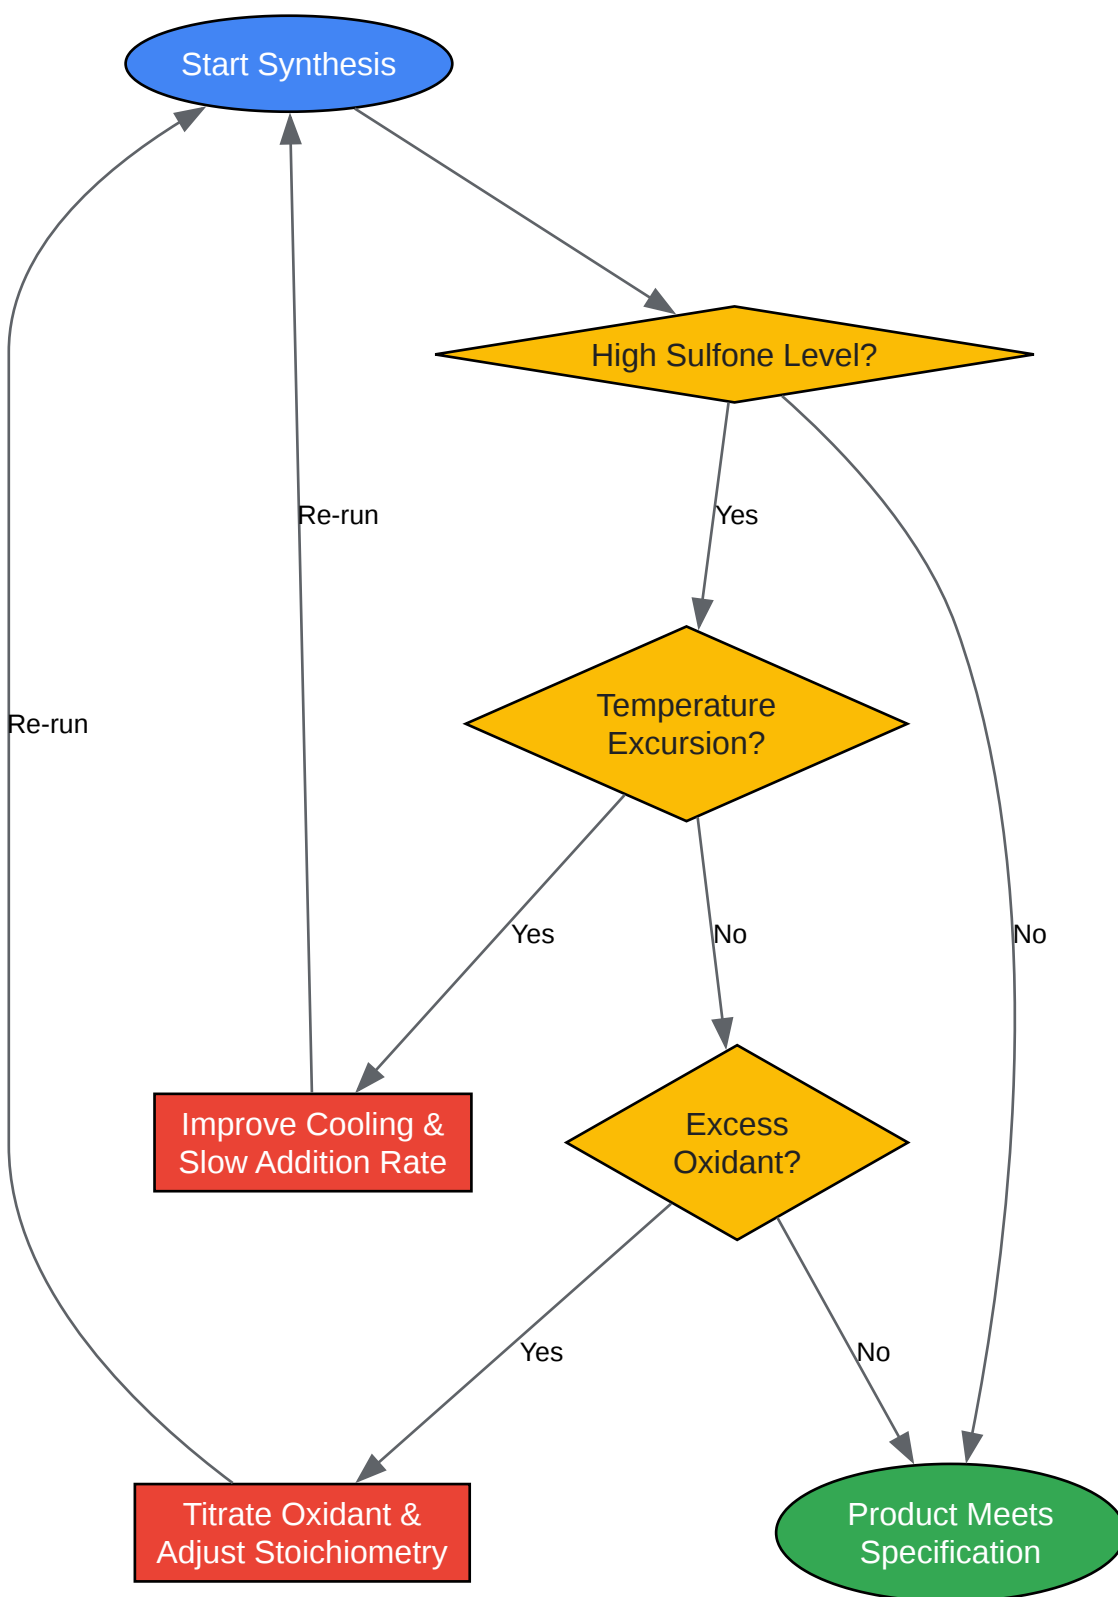 Start Synthesis
High Sulfone Level?
Re-run
Yes
Temperature
Excursion?
Re-run
Yes
No
No
Improve Cooling &
Slow Addition Rate
Excess
Oxidant?
Yes
No
Titrate Oxidant &
Adjust Stoichiometry
Product Meets
Specification